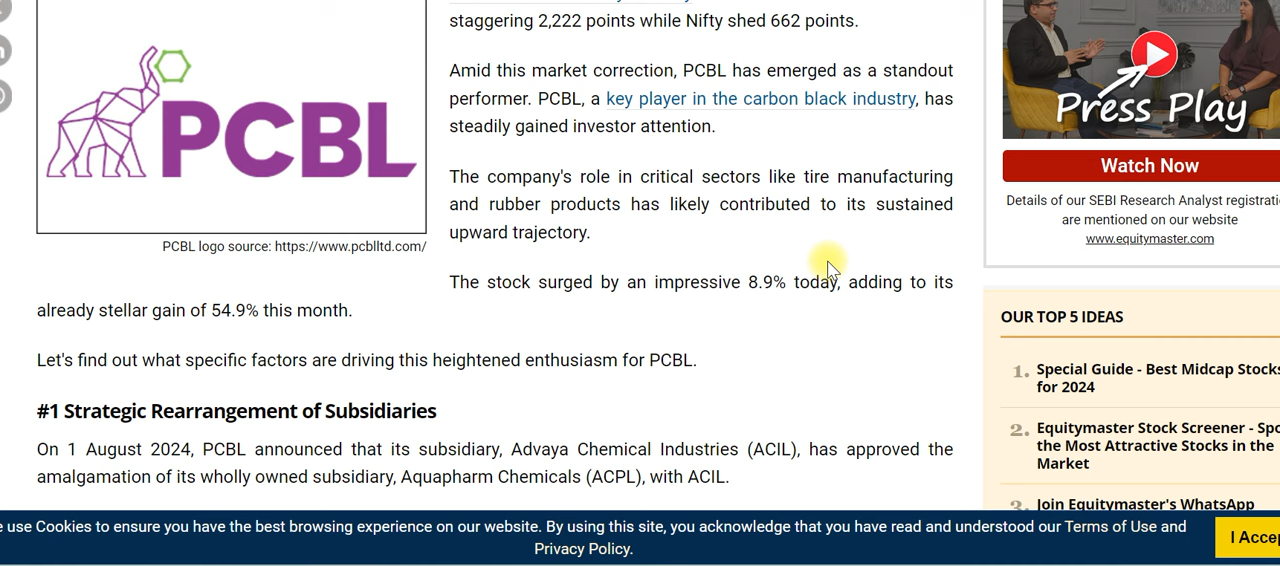 staggering 2,222 points while Nifty shed 662 points.
Amid this market correction, PCBL has emerged as a standout
performer. PCBL, a key player in the carbon black industry, has
steadily gained investor attention.
The company's role in critical sectors like tire manufacturing
and rubber products has likely contributed to its sustained
upward trajectory.
PCBL
PCBL logo source: https://www.pcblltd.com/
The stock surged by an impressive 8.9% today, adding to its
already stellar gain of 54.9% this month.
Let's find out what specific factors are driving this heightened enthusiasm for PCBL.
#1 Strategic Rearrangement of Subsidiaries
On 1 August 2024, PCBL announced that its subsidiary, Advaya Chemical Industries (ACIL), has approved the
amalgamation of its wholly owned subsidiary, Aquapharm Chemicals (ACPL), with ACIL.
Press Play
Watch Now
Details of our SEBI Research Analyst registrati
are mentioned on our website
www.equitymaster.com
OUR TOP 5 IDEAS
1. Special Guide - Best Midcap Stocks
for 2024
2. Equitymaster Stock Screener - Spo
the Most Attractive Stocks in the
Market
3. Join Equitymaster's WhatsApp
e use Cookies to ensure you have the best browsing experience on our website. By using this site, you acknowledge that you have read and understood our Terms of Use and
Privacy Policy.
I Accep